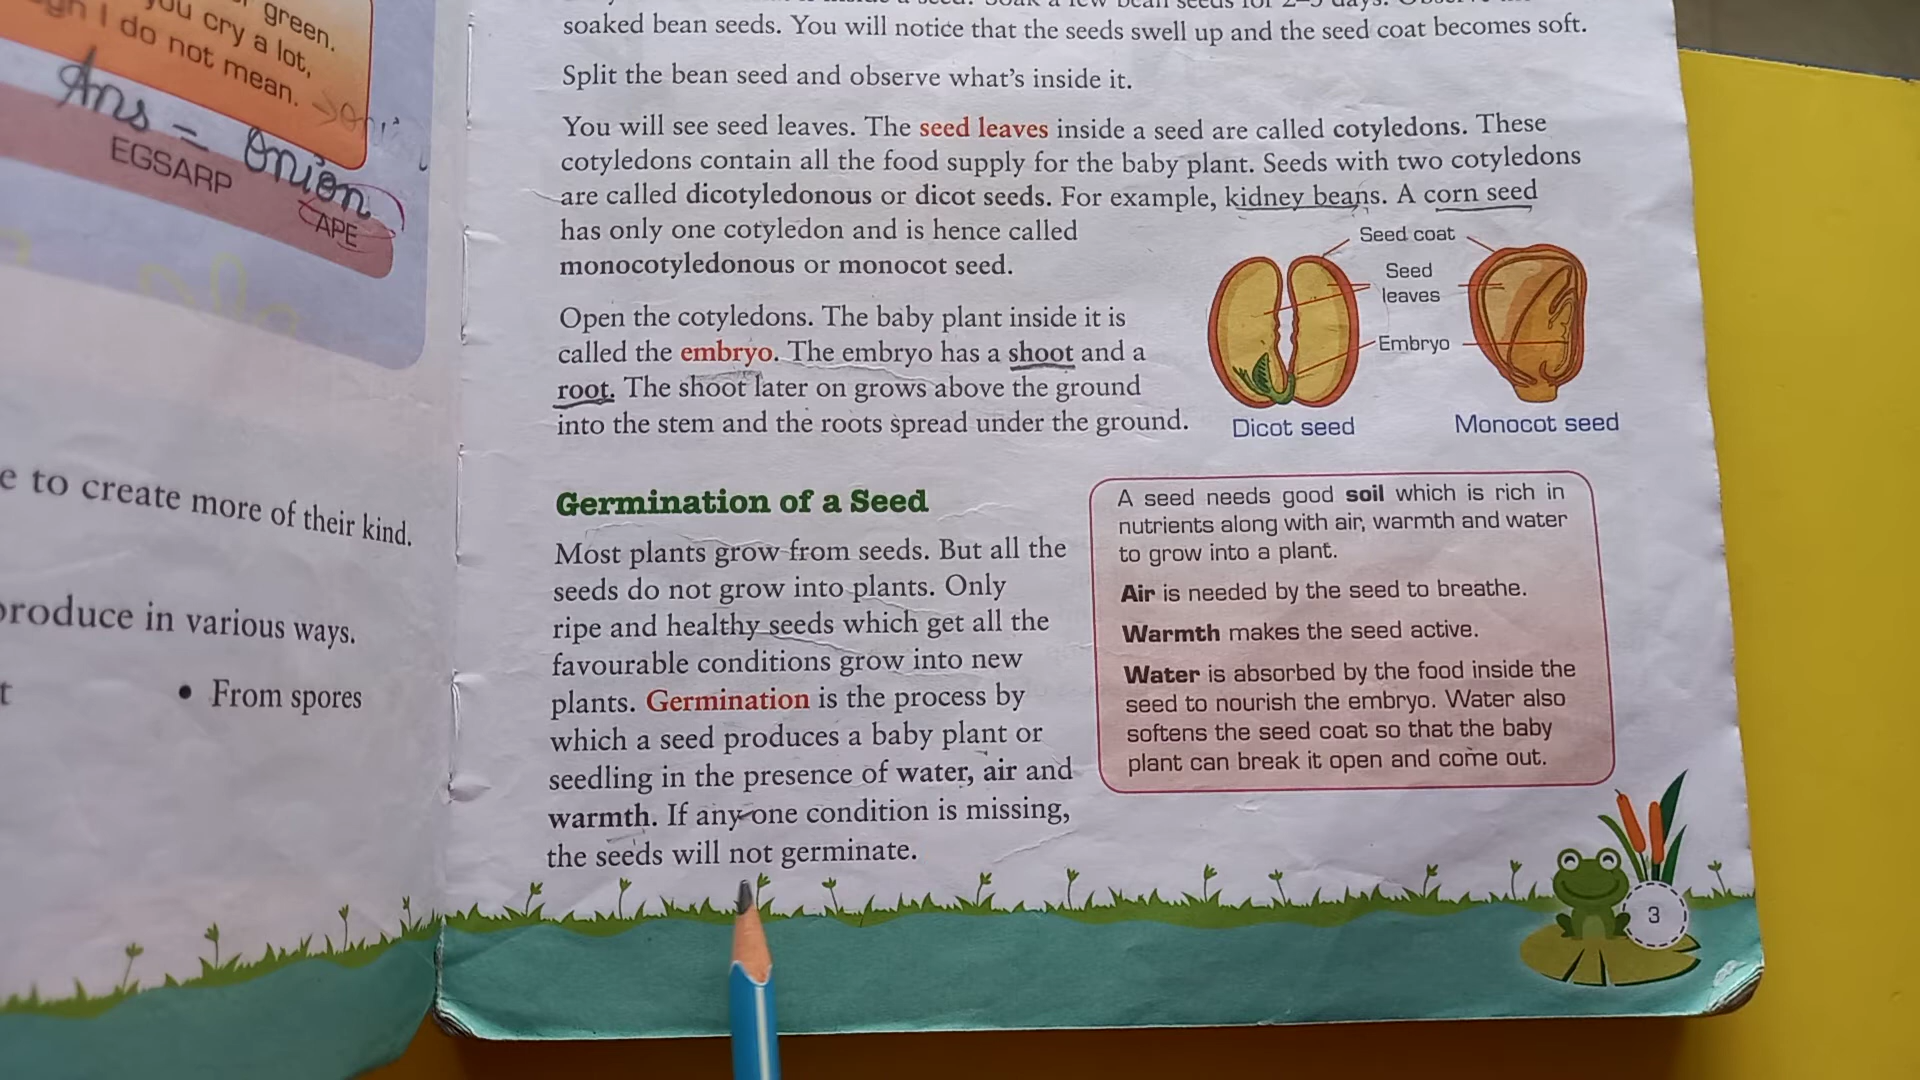 green.
you cry a lot,
I do not mean.
Ans = Onion
EGSARP
APE
to create more of their kind.
produce in various ways.
• From spores
soaked bean seeds. You will notice that the seeds swell up and the seed coat becomes soft.
Split the bean seed and observe what's inside it.
You will see seed leaves. The seed leaves inside a seed are called cotyledons. These
cotyledons contain all the food supply for the baby plant. Seeds with two cotyledons
are called dicotyledonous or dicot seeds. For example, kidney beans. A corn seed
has only one cotyledon and is hence called
monocotyledonous or monocot seed.
Open the cotyledons. The baby plant inside it is
called the embryo. The embryo has a shoot and a
root. The shoot later on grows above the ground
into the stem and the roots spread under the ground.
Seed coat
Seed
leaves
Embryo
Dicot seed
Monocot seed
Germination of a Seed
Most plants grow from seeds. But all the
seeds do not grow into plants. Only
ripe and healthy seeds which get all the
favourable conditions grow into new
plants. Germination is the process by
which a seed produces a baby plant or
seedling in the presence of water, air and
warmth. If any one condition is missing,
the seeds will not germinate.
A seed needs good soil which is rich in
nutrients along with air, warmth and water
to grow into a plant.
Air is needed by the seed to breathe.
Warmth makes the seed active.
Water is absorbed by the food inside the
seed to nourish the embryo. Water also
softens the seed coat so that the baby
plant can break it open and come out.
3